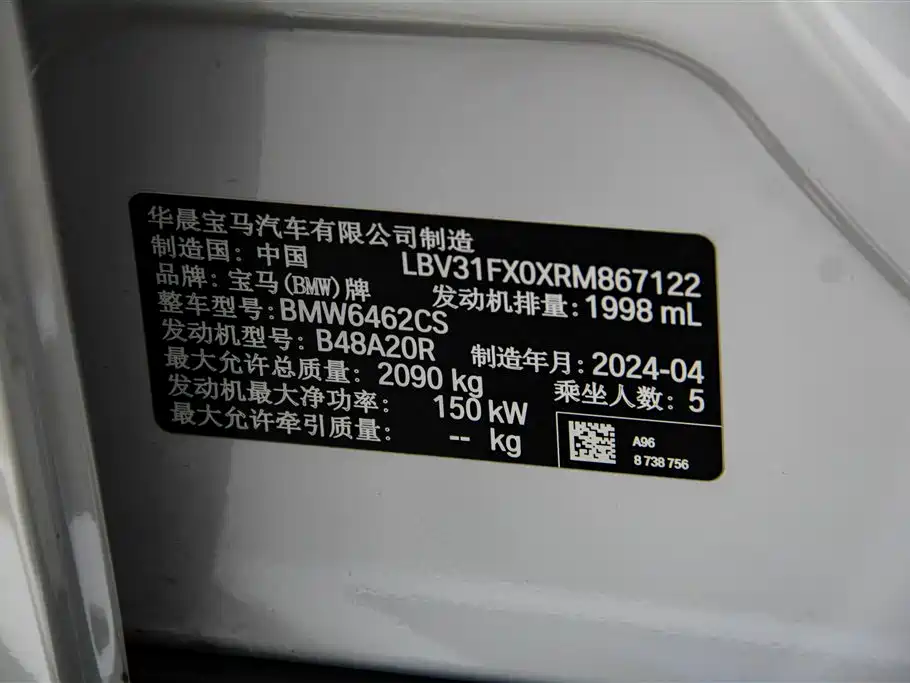 华晨宝马汽车有限公司制造
制造国：中国 LBV31FX0XRM867122
品牌：宝马(BMW)牌 发动机排量：1998 mL
整车型号：BMW6462CS
发动机型号：B48A20R 制造年月：2024-04
最大允许总质量：2090 kg 乘坐人数：5
发动机最大净功率：150 kW
最大允许牵引质量：-- kg
A96
8 738 756